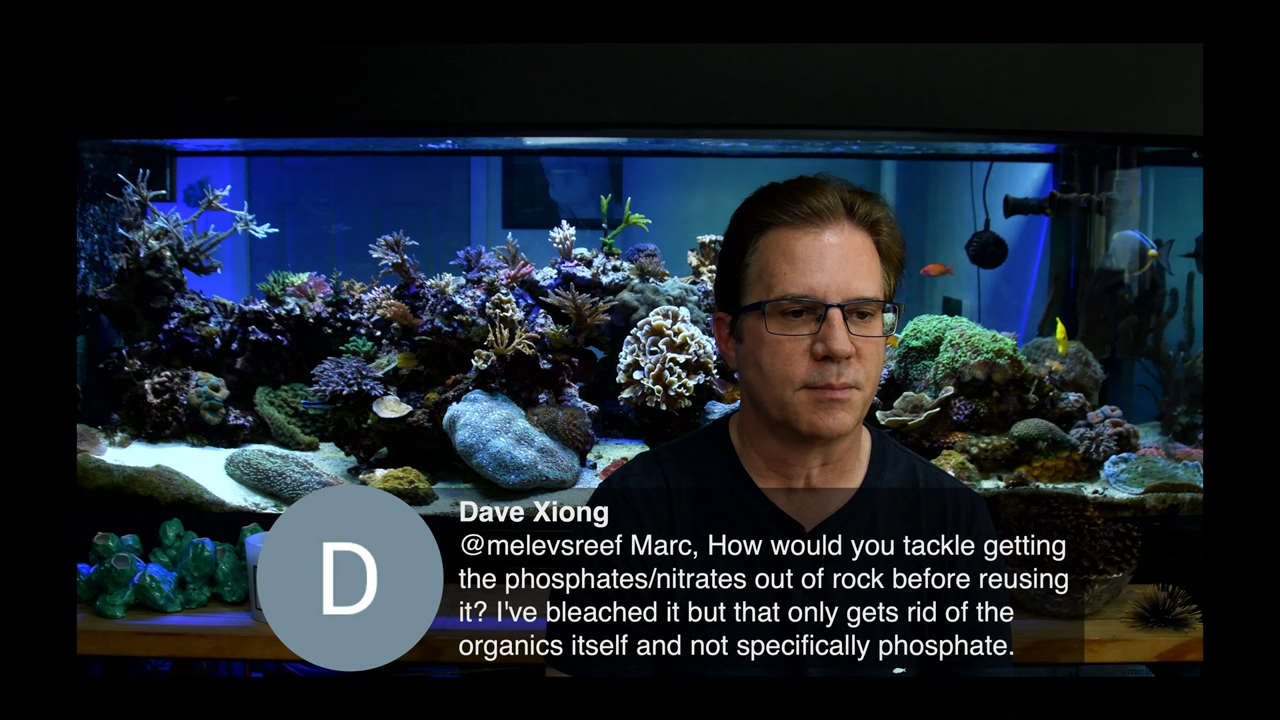 D
Dave Xiong
@melevsreef Marc, How would you tackle getting
the phosphates/nitrates out of rock before reusing
it? I've bleached it but that only gets rid of the
organics itself and not specifically phosphate.